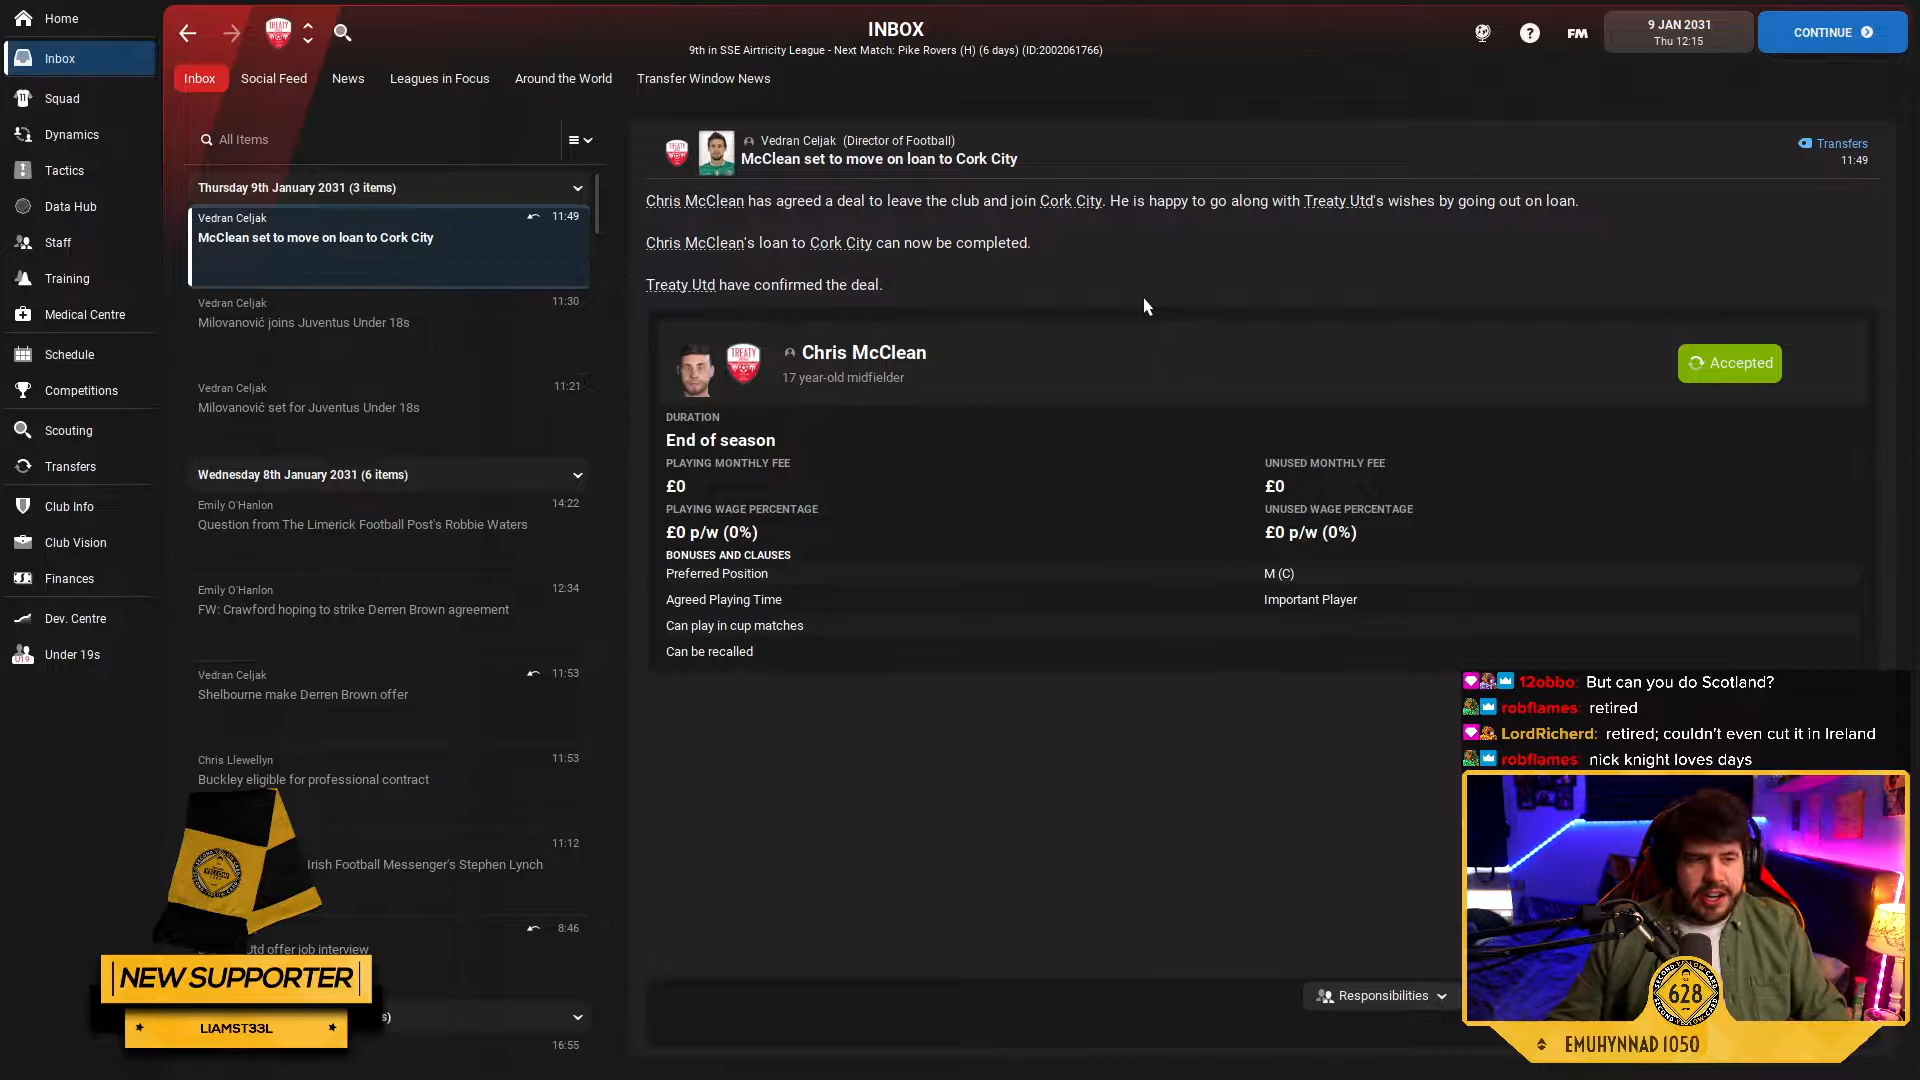 Home
Inbox
Squad
Dynamics
Tactics
Data Hub
Staff
Training
Medical Centre
Schedule
Competitions
Scouting
Transfers
Club Info
Club Vision
Finances
Dev. Centre
Under 19s
INBOX
9th in SSE Airtricity League - Next Match: Pike Rovers (H) (6 days) (ID:2002061766)
FM
9 JAN 2031
Thu 12:15
CONTINUE
Inbox
Social Feed
News
Leagues in Focus
Around the World
Transfer Window News
All Items
Thursday 9th January 2031 (3 items)
Vedran Celjak
11:49
McClean set to move on loan to Cork City
Vedran Celjak
11:30
Milovanović joins Juventus Under 18s
Vedran Celjak
11:21
Milovanović set for Juventus Under 18s
Wednesday 8th January 2031 (6 items)
Emily O'Hanlon
14:22
Question from The Limerick Football Post's Robbie Waters
Emily O'Hanlon
12:34
FW: Crawford hoping to strike Derren Brown agreement
Vedran Celjak
11:53
Shelbourne make Derren Brown offer
Chris Llewellyn
11:53
Buckley eligible for professional contract
11:12
Irish Football Messenger's Stephen Lynch
8:46
Utd offer job interview
s)
16:55
Vedran Celjak (Director of Football)
McClean set to move on loan to Cork City
Transfers
11:49
Chris McClean has agreed a deal to leave the club and join Cork City. He is happy to go along with Treaty Utd's wishes by going out on loan.
Chris McClean's loan to Cork City can now be completed.
Treaty Utd have confirmed the deal.
TREATY
Chris McClean
17 year-old midfielder
Accepted
DURATION
End of season
PLAYING MONTHLY FEE
£0
UNUSED MONTHLY FEE
£0
PLAYING WAGE PERCENTAGE
£0 p/w (0%)
UNUSED WAGE PERCENTAGE
£0 p/w (0%)
BONUSES AND CLAUSES
Preferred Position
M (C)
Agreed Playing Time
Important Player
Can play in cup matches
Can be recalled
Responsibilities
12obbo: But can you do Scotland?
robflames: retired
LordRicherd: retired; couldn't even cut it in Ireland
robflames: nick knight loves days
NEW SUPPORTER
LIAMST33L
SECOND YELLOW CARD
628
EMUHYNNAD 1050